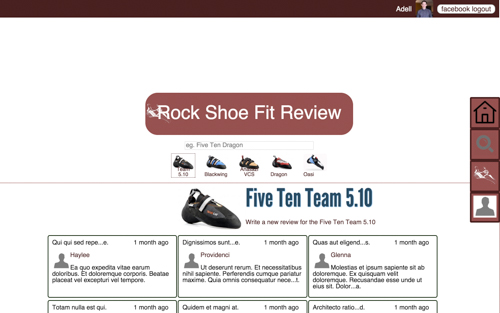 Adell
facebook logout
Rock Shoe Fit Review
eg. Five Ten Dragon
Team 5.10
Blackwing
Anasazi VCS
Dragon
Oasi
Five Ten Team 5.10
Write a new review for the Five Ten Team 5.10
Qui qui sed repe...e. 1 month ago
Haylee
Ea quo expedita vitae earum
doloribus. Et doloremque corporis. Beatae
placeat vel excepturi vel tempore.
Dignissimos sunt...e. 1 month ago
Providenci
Ut deserunt rerum. Et necessitatibus
nihil sapiente. Perferendis cumque pariatur
maxime. Quia omnis consequatur nece...t.
Quas aut eligend...s. 1 month ago
Glenna
Molestias et ipsum sapiente sit ab
doloremque. Ex quisquam velit
doloremque. Recusandae esse unde ut
eius sit. Dolor...a.
Totam nulla est qui. 1 month ago
Quidem et magni at. 1 month ago
Architecto ratio...d. 1 month ago